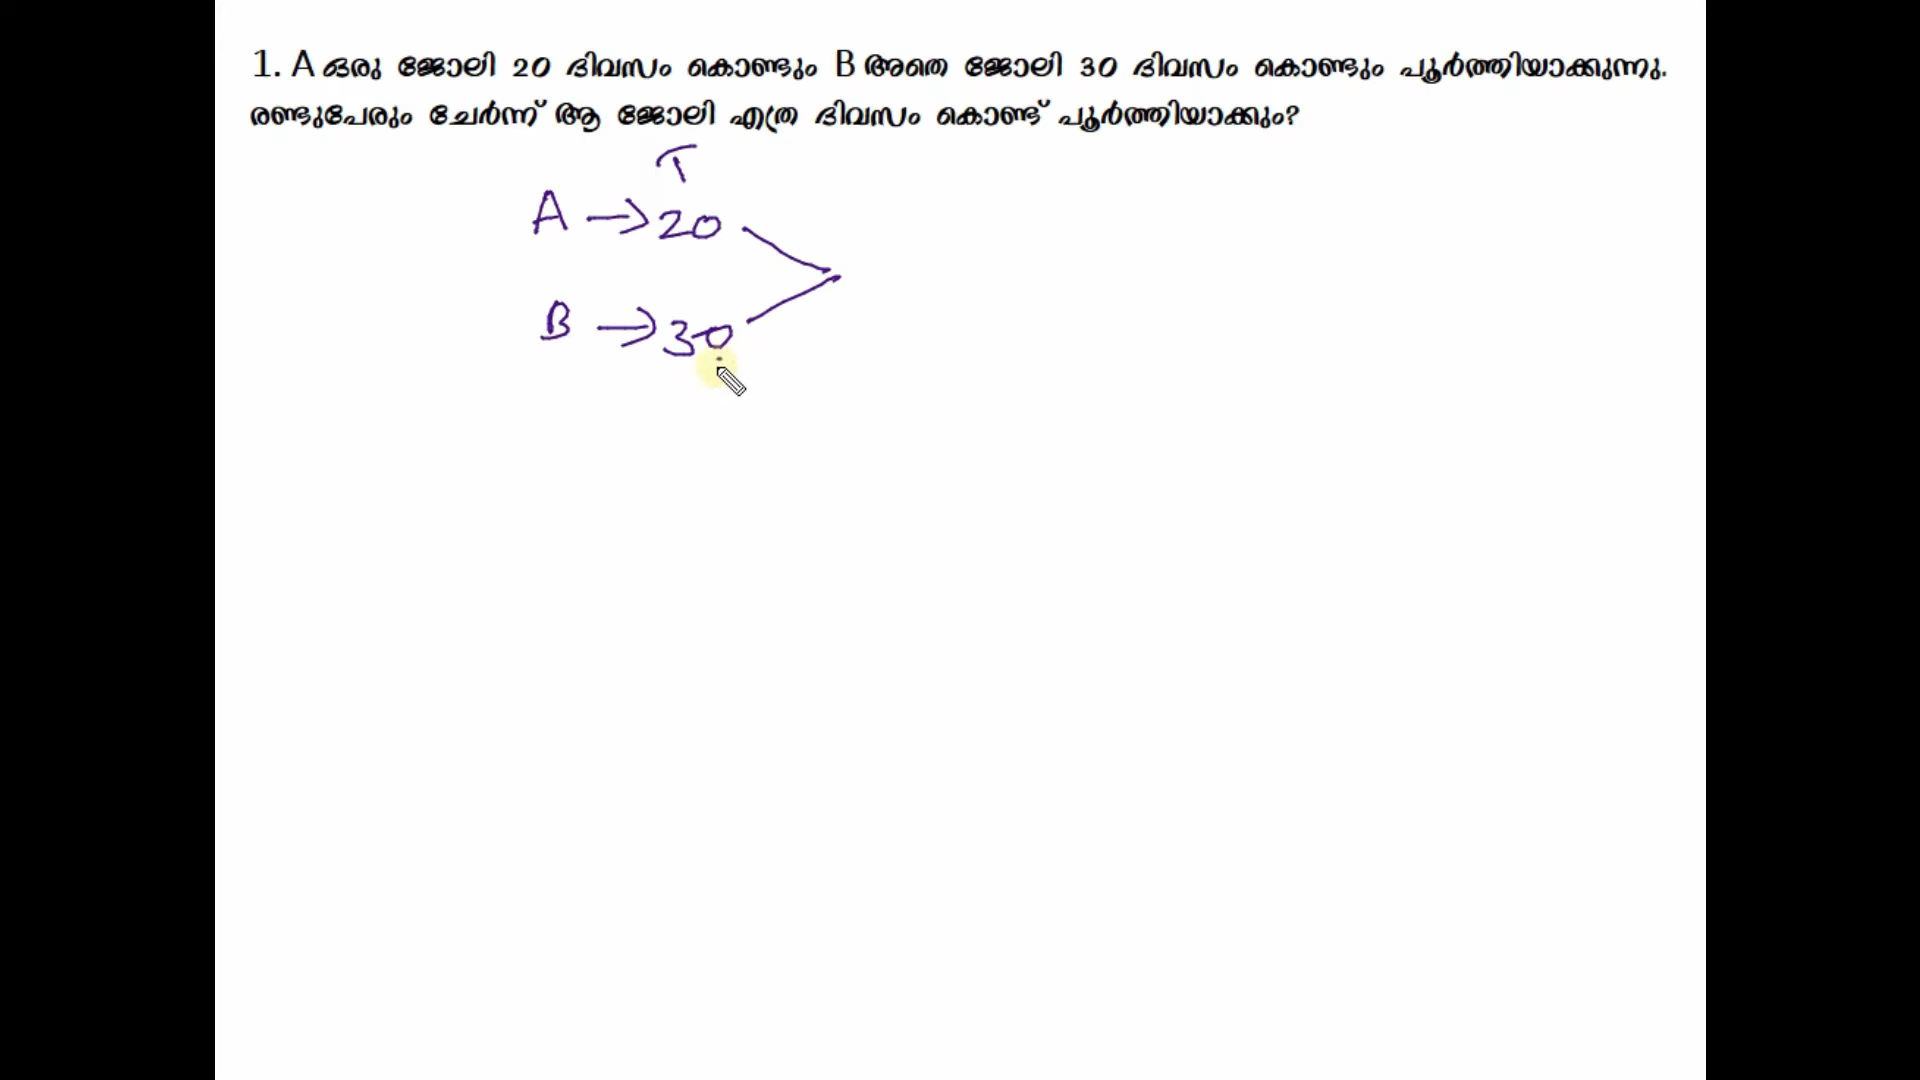 1. A ഒരു ജോലി 20 ദിവസം കൊണ്ടും B അതെ ജോലി 30 ദിവസം കൊണ്ടും പൂർത്തിയാക്കുന്നു.
രണ്ടുപേരും ചേർന്ന് ആ ജോലി എത്ര ദിവസം കൊണ്ട് പൂർത്തിയാക്കും?
T
A → 20
B → 30